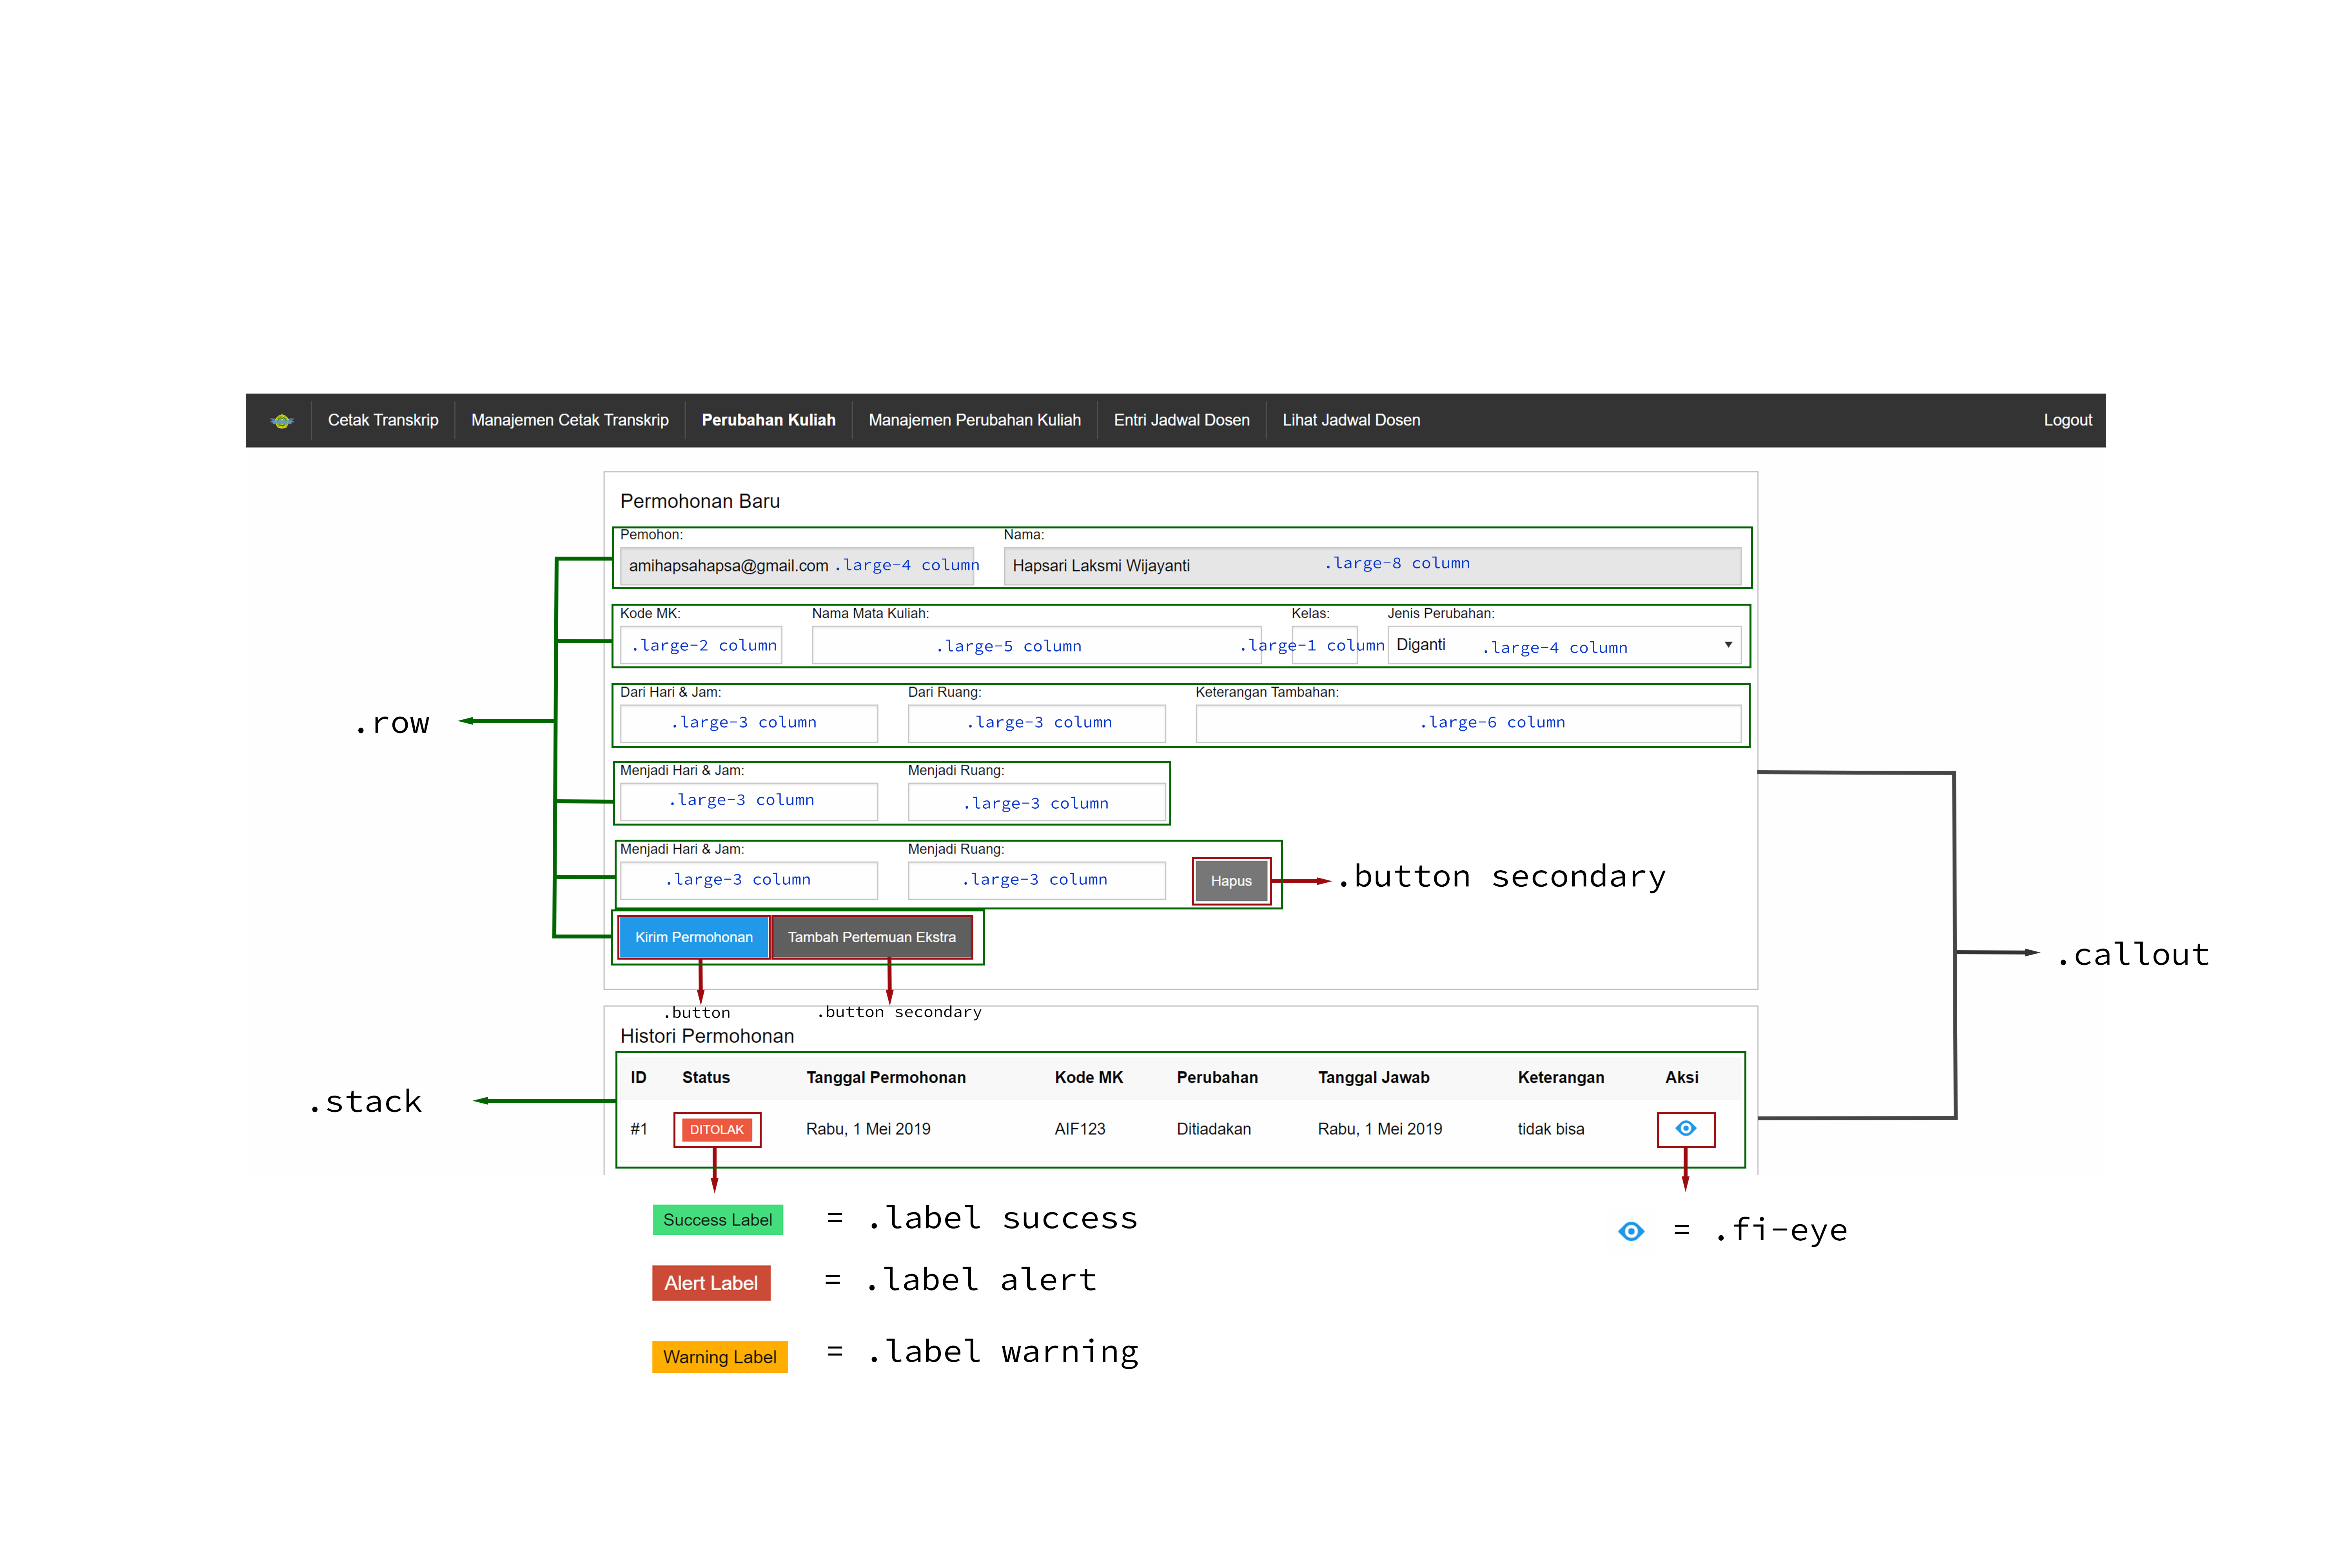 Cetak Transkrip Manajemen Cetak Transkrip Perubahan Kuliah Manajemen Perubahan Kuliah Entri Jadwal Dosen Lihat Jadwal Dosen Logout
Permohonan Baru
Pemohon: Nama:
amihapsahapsa@gmail.com .large-4 column Hapsari Laksmi Wijayanti .large-8 column
Kode MK: Nama Mata Kuliah: Kelas: Jenis Perubahan:
.large-2 column .large-5 column .large-1 column Diganti .large-4 column
Dari Hari & Jam: Dari Ruang: Keterangan Tambahan:
.row .large-3 column .large-3 column .large-6 column
Menjadi Hari & Jam: Menjadi Ruang:
.large-3 column .large-3 column
Menjadi Hari & Jam: Menjadi Ruang:
.large-3 column .large-3 column Hapus .button secondary
Kirim Permohonan Tambah Pertemuan Ekstra
.callout
.button .button secondary
Histori Permohonan
ID Status Tanggal Permohonan Kode MK Perubahan Tanggal Jawab Keterangan Aksi
.stack
#1 DITOLAK Rabu, 1 Mei 2019 AIF123 Ditiadakan Rabu, 1 Mei 2019 tidak bisa
Success Label = .label success
= .fi-eye
Alert Label = .label alert
Warning Label = .label warning